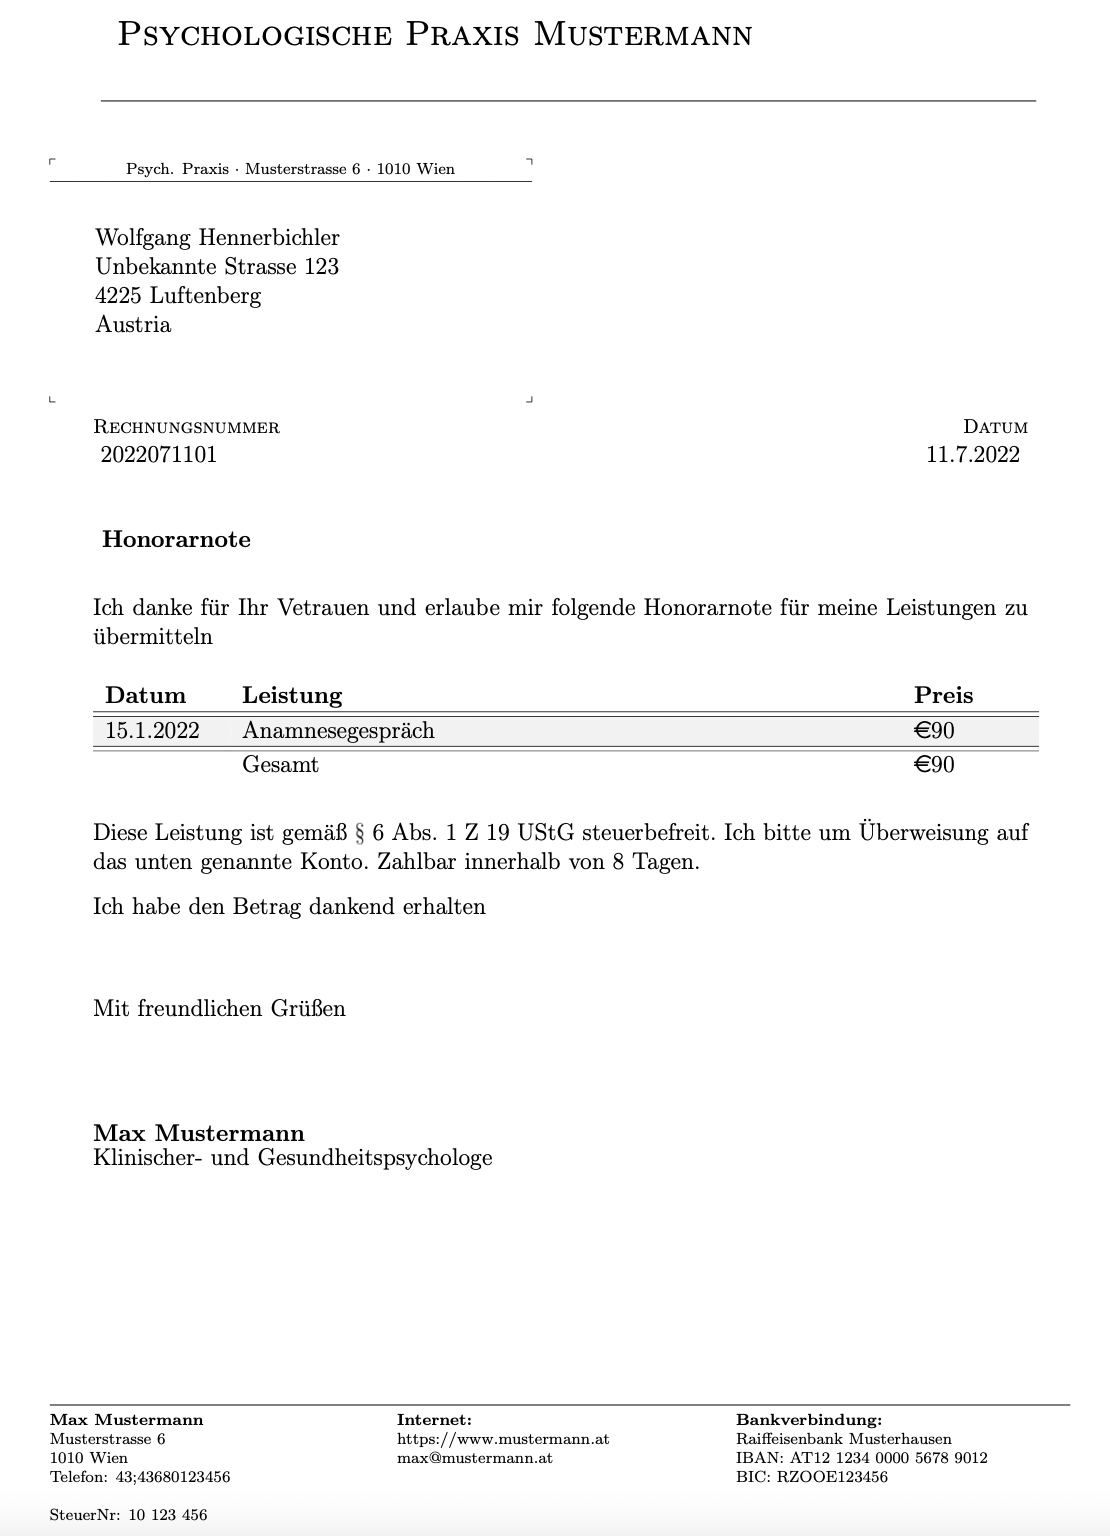 Psychologische Praxis Mustermann
Psych. Praxis · Musterstrasse 6 · 1010 Wien
Wolfgang Hennerbichler
Unbekannte Strasse 123
4225 Luftenberg
Austria
Rechnungsnummer Datum
2022071101 11.7.2022
Honorarnote
Ich danke für Ihr Vetrauen und erlaube mir folgende Honorarnote für meine Leistungen zu
übermitteln
Datum Leistung Preis
15.1.2022 Anamnesegespräch €90
Gesamt €90
Diese Leistung ist gemäß § 6 Abs. 1 Z 19 UStG steuerbefreit. Ich bitte um Überweisung auf
das unten genannte Konto. Zahlbar innerhalb von 8 Tagen.
Ich habe den Betrag dankend erhalten
Mit freundlichen Grüßen
Max Mustermann
Klinischer- und Gesundheitspsychologe
Max Mustermann
Musterstrasse 6
1010 Wien
Telefon: 43;43680123456
SteuerNr: 10 123 456
Internet:
https://www.mustermann.at
max@mustermann.at
Bankverbindung:
Raiffeisenbank Musterhausen
IBAN: AT12 1234 0000 5678 9012
BIC: RZOOE123456